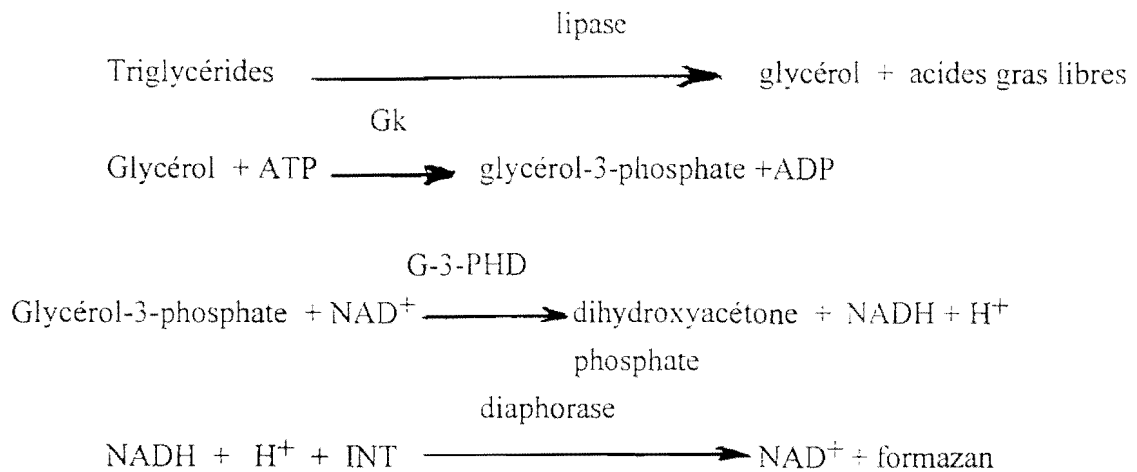 lipase
Triglycérides glycérol + acides gras libres
Gk
Glycérol + ATP glycérol-3-phosphate +ADP
G-3-PHD
Glycérol-3-phosphate + NAD+ dihydroxyacétone + NADH + H+
phosphate
diaphorase
NADH + H+ + INT NAD+ + formazan